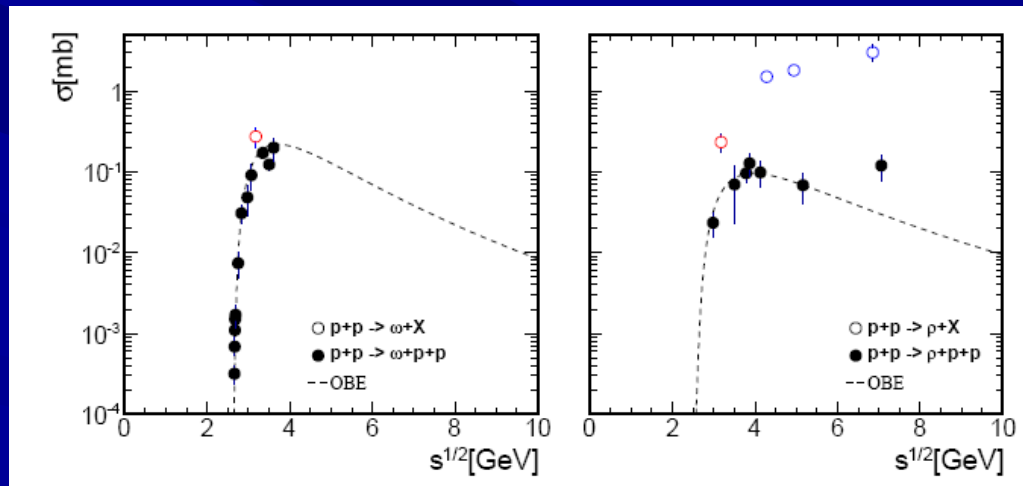 σ[mb]
1
10⁻¹
10⁻²
10⁻³
10⁻⁴
0 2 4 6 8 10
s^1/2[GeV]
p+p -> ω+X
p+p -> ω+p+p
--OBE
0 2 4 6 8 10
s^1/2[GeV]
p+p -> ρ+X
p+p -> ρ+p+p
--OBE